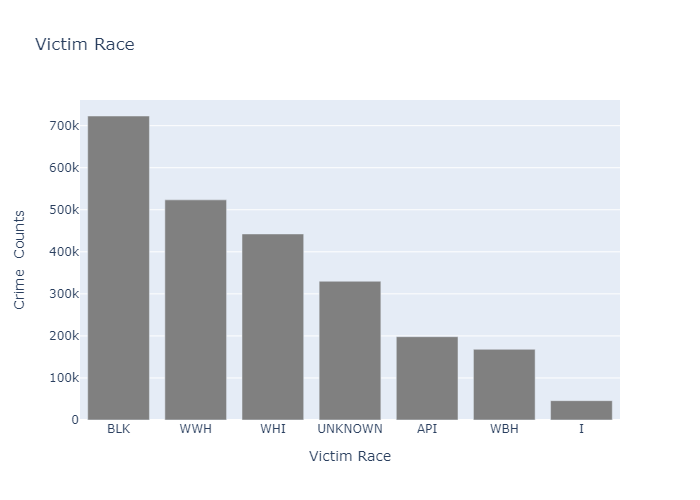 Victim Race
700k
600k
500k
400k
300k
200k
100k
0
Crime Counts
BLK WWH WHI UNKNOWN API WBH I
Victim Race